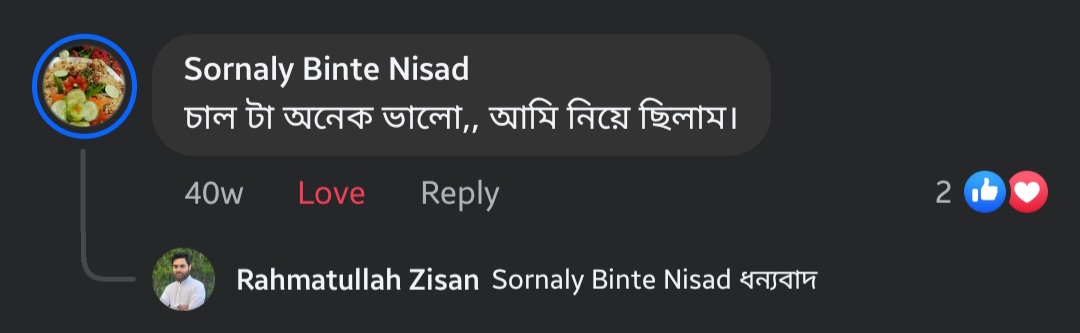 Sornaly Binte Nisad
চাল টা অনেক ভালো,, আমি নিয়ে ছিলাম।
40w Love Reply 2
Rahmatullah Zisan Sornaly Binte Nisad ধন্যবাদ